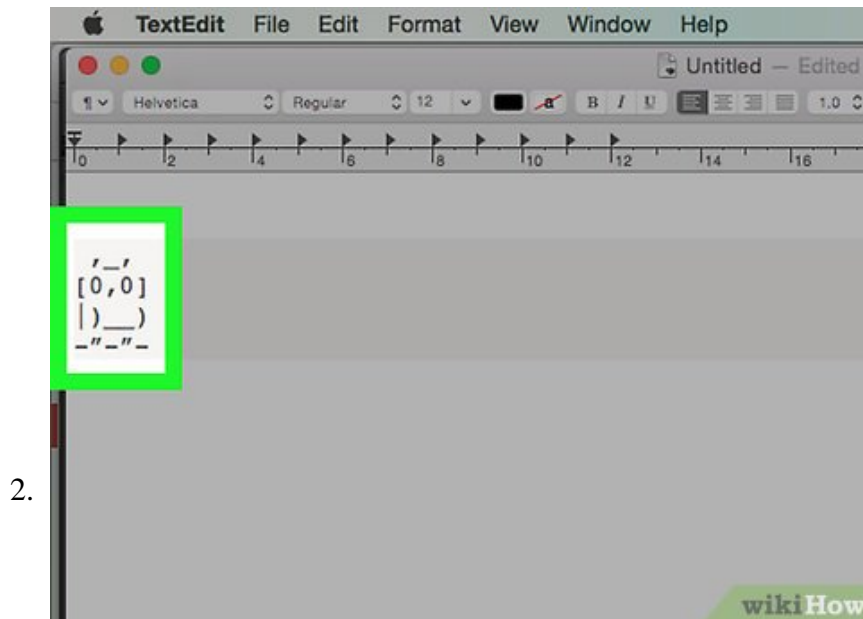 TextEdit File Edit Format View Window Help
Untitled — Edited
¶ Helvetica Regular 12 a B I U 1.0
0 2 4 6 8 10 12 14 16
,_,
[0,0]
|)__)
-"-"-
2.
wikiHow